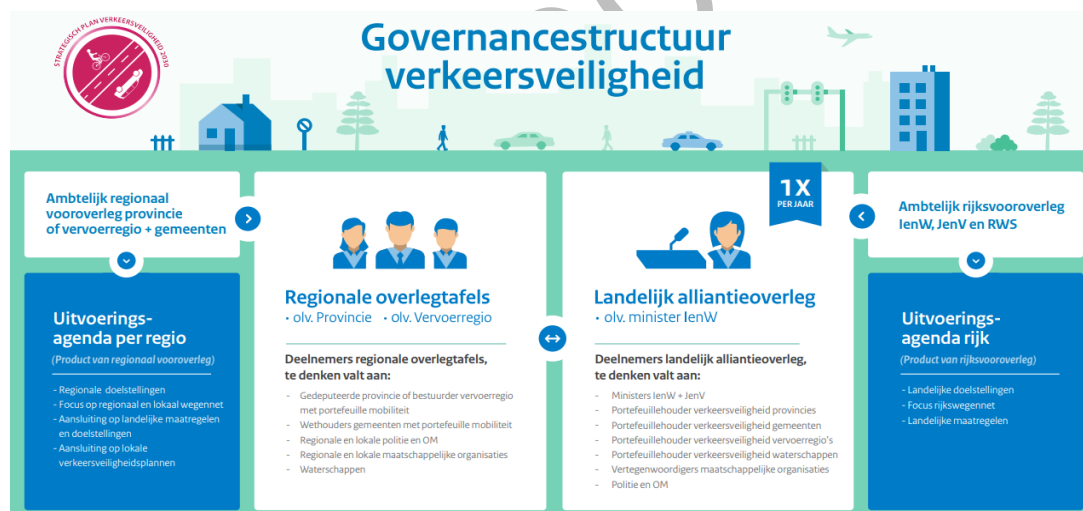 STRATEGISCH PLAN VERKEERSVEILIGHEID 2030
Governancestructuur
verkeersveiligheid
Ambtelijk regionaal
vooroverleg provincie
of vervoerregio + gemeenten
Uitvoerings-
agenda per regio
(Product van regionaal vooroverleg)
- Regionale doelstellingen
- Focus op regionaal en lokaal wegennet
- Aansluiting op landelijke maatregelen
en doelstellingen
- Aansluiting op lokale
verkeersveiligheidsplannen
Regionale overlegtafels
• olv. Provincie • olv. Vervoerregio
Deelnemers regionale overlegtafels,
te denken valt aan:
- Gedeputeerde provincie of bestuurder vervoerregio
met portefeuille mobiliteit
- Wethouders gemeenten met portefeuille mobiliteit
- Regionale en lokale politie en OM
- Regionale en lokale maatschappelijke organisaties
- Waterschappen
1X
PER JAAR
Landelijk alliantieoverleg
• olv. minister IenW
Deelnemers landelijk alliantieoverleg,
te denken valt aan:
- Ministers IenW + JenV
- Portefeuillehouder verkeersveiligheid provincies
- Portefeuillehouder verkeersveiligheid gemeenten
- Portefeuillehouder verkeersveiligheid vervoerregio's
- Portefeuillehouder verkeersveiligheid waterschappen
- Vertegenwoordigers maatschappelijke organisaties
- Politie en OM
Ambtelijk rijksvooroverleg
IenW, JenV en RWS
Uitvoerings-
agenda rijk
(Product van rijksvooroverleg)
- Landelijke doelstellingen
- Focus rijkswegennet
- Landelijke maatregelen